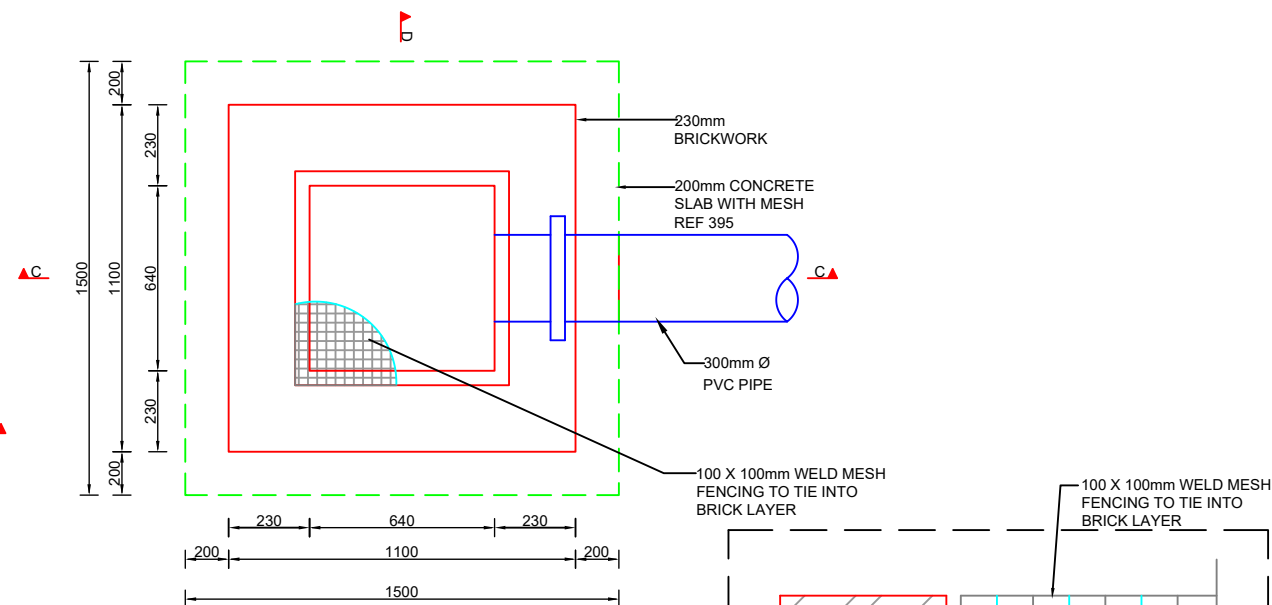 D
200
1500
1100
230
640
230
200
230mm
BRICKWORK
200mm CONCRETE
SLAB WITH MESH
REF 395
C
C
300mm Ø
PVC PIPE
100 X 100mm WELD MESH
FENCING TO TIE INTO
BRICK LAYER
100 X 100mm WELD MESH
FENCING TO TIE INTO
BRICK LAYER
230 640 230
200 1100 200
1500